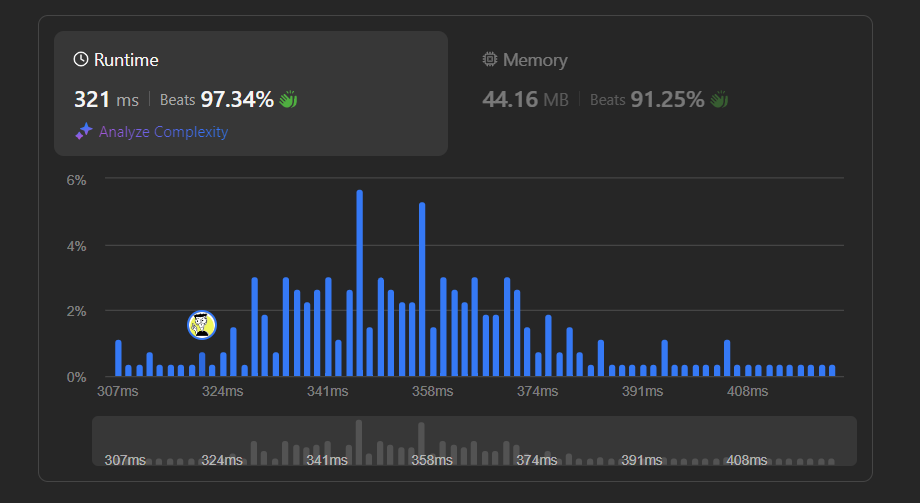 Runtime
321 ms | Beats 97.34%
Analyze Complexity
Memory
44.16 MB | Beats 91.25%
6%
4%
2%
0%
307ms 324ms 341ms 358ms 374ms 391ms 408ms
307ms 324ms 341ms 358ms 374ms 391ms 408ms